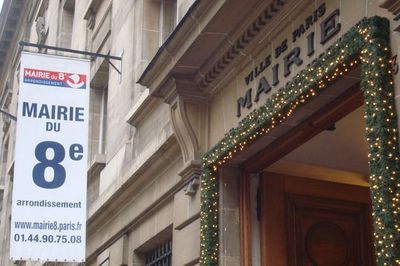 MAIRIE DU 8e
ARRONDISSEMENT
MAIRIE
DU
8e
arrondissement
www.mairie8.paris.fr
01.44.90.75.08
VILLE DE PARIS
MAIRIE